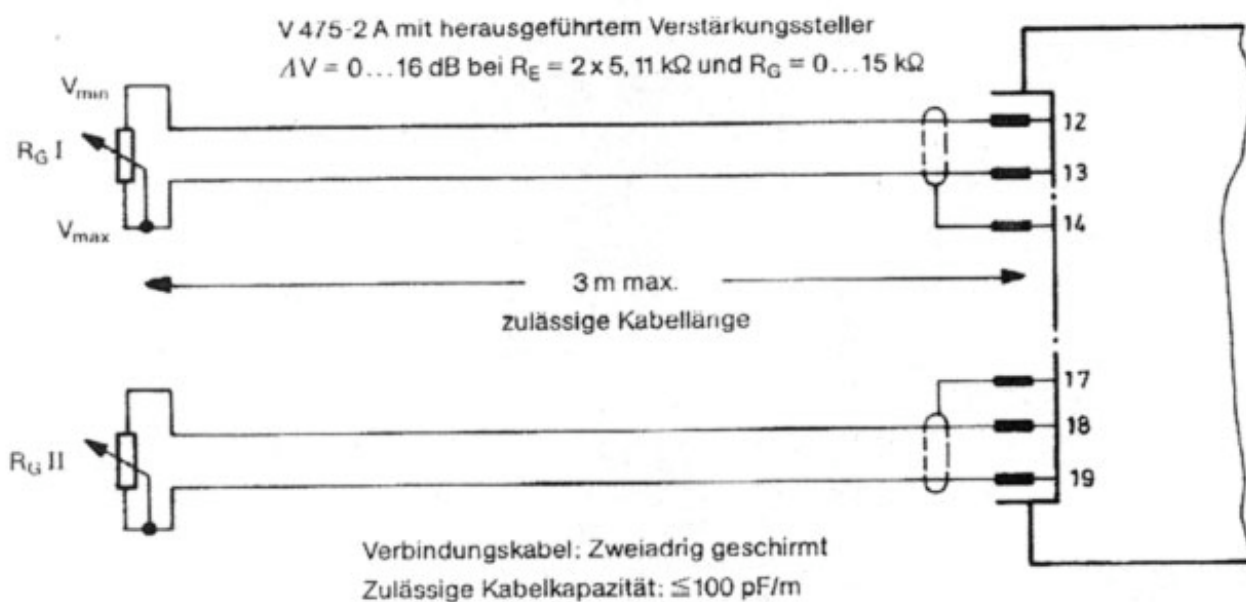 V 475-2 A mit herausgeführtem Verstärkungssteller
ΔV = 0...16 dB bei R_E = 2 x 5,11 kΩ und R_G = 0...15 kΩ
V_min
12
R_G I
13
V_max
14
3 m max.
zulässige Kabellänge
17
18
R_G II
19
Verbindungskabel: Zweiadrig geschirmt
Zulässige Kabelkapazität: ≦100 pF/m